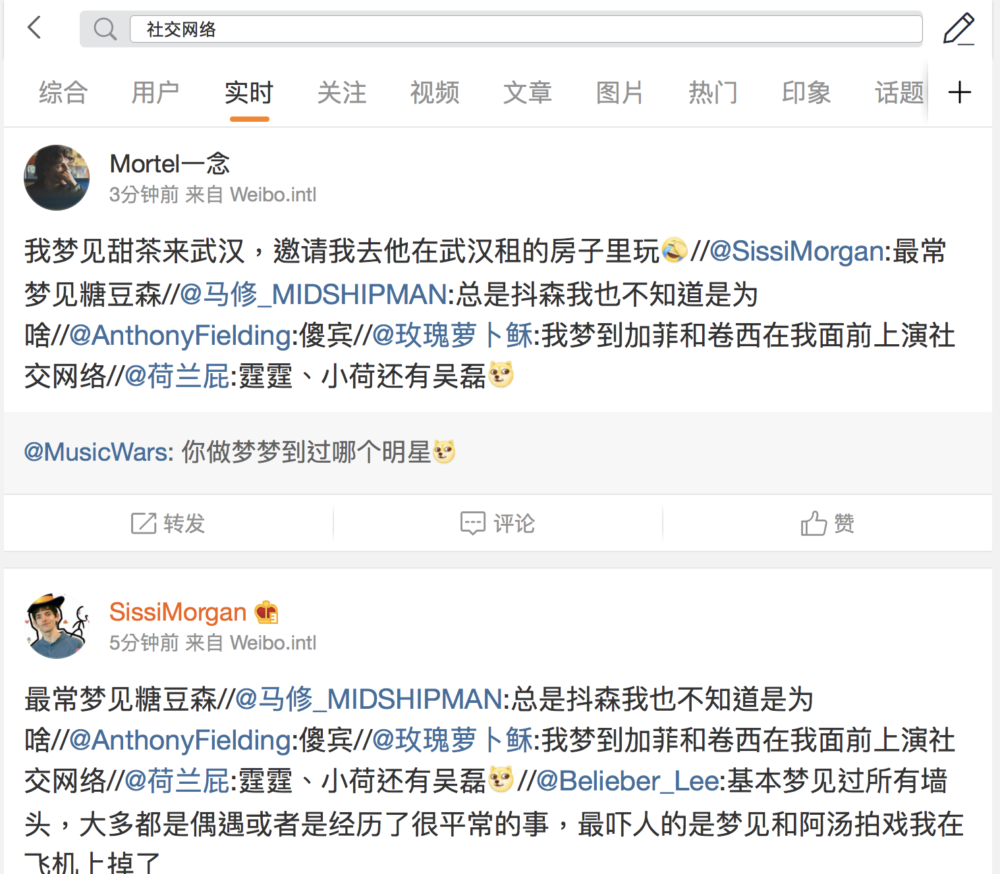 社交网络
综合 用户 实时 关注 视频 文章 图片 热门 印象 话题
Mortel一念
3分钟前 来自 Weibo.intl
我梦见甜茶来武汉，邀请我去他在武汉租的房子里玩//@SissiMorgan:最常
梦见糖豆森//@马修_MIDSHIPMAN:总是抖森我也不知道是为
啥//@AnthonyFielding:傻宾//@玫瑰萝卜稣:我梦到加菲和卷西在我面前上演社
交网络//@荷兰屁:霆霆、小荷还有吴磊
@MusicWars: 你做梦梦到过哪个明星
转发 评论 赞
SissiMorgan
5分钟前 来自 Weibo.intl
最常梦见糖豆森//@马修_MIDSHIPMAN:总是抖森我也不知道是为
啥//@AnthonyFielding:傻宾//@玫瑰萝卜稣:我梦到加菲和卷西在我面前上演社
交网络//@荷兰屁:霆霆、小荷还有吴磊//@Belieber_Lee:基本梦见过所有墙
头，大多都是偶遇或者是经历了很平常的事，最吓人的是梦见和阿汤拍戏我在
飞机上掉了